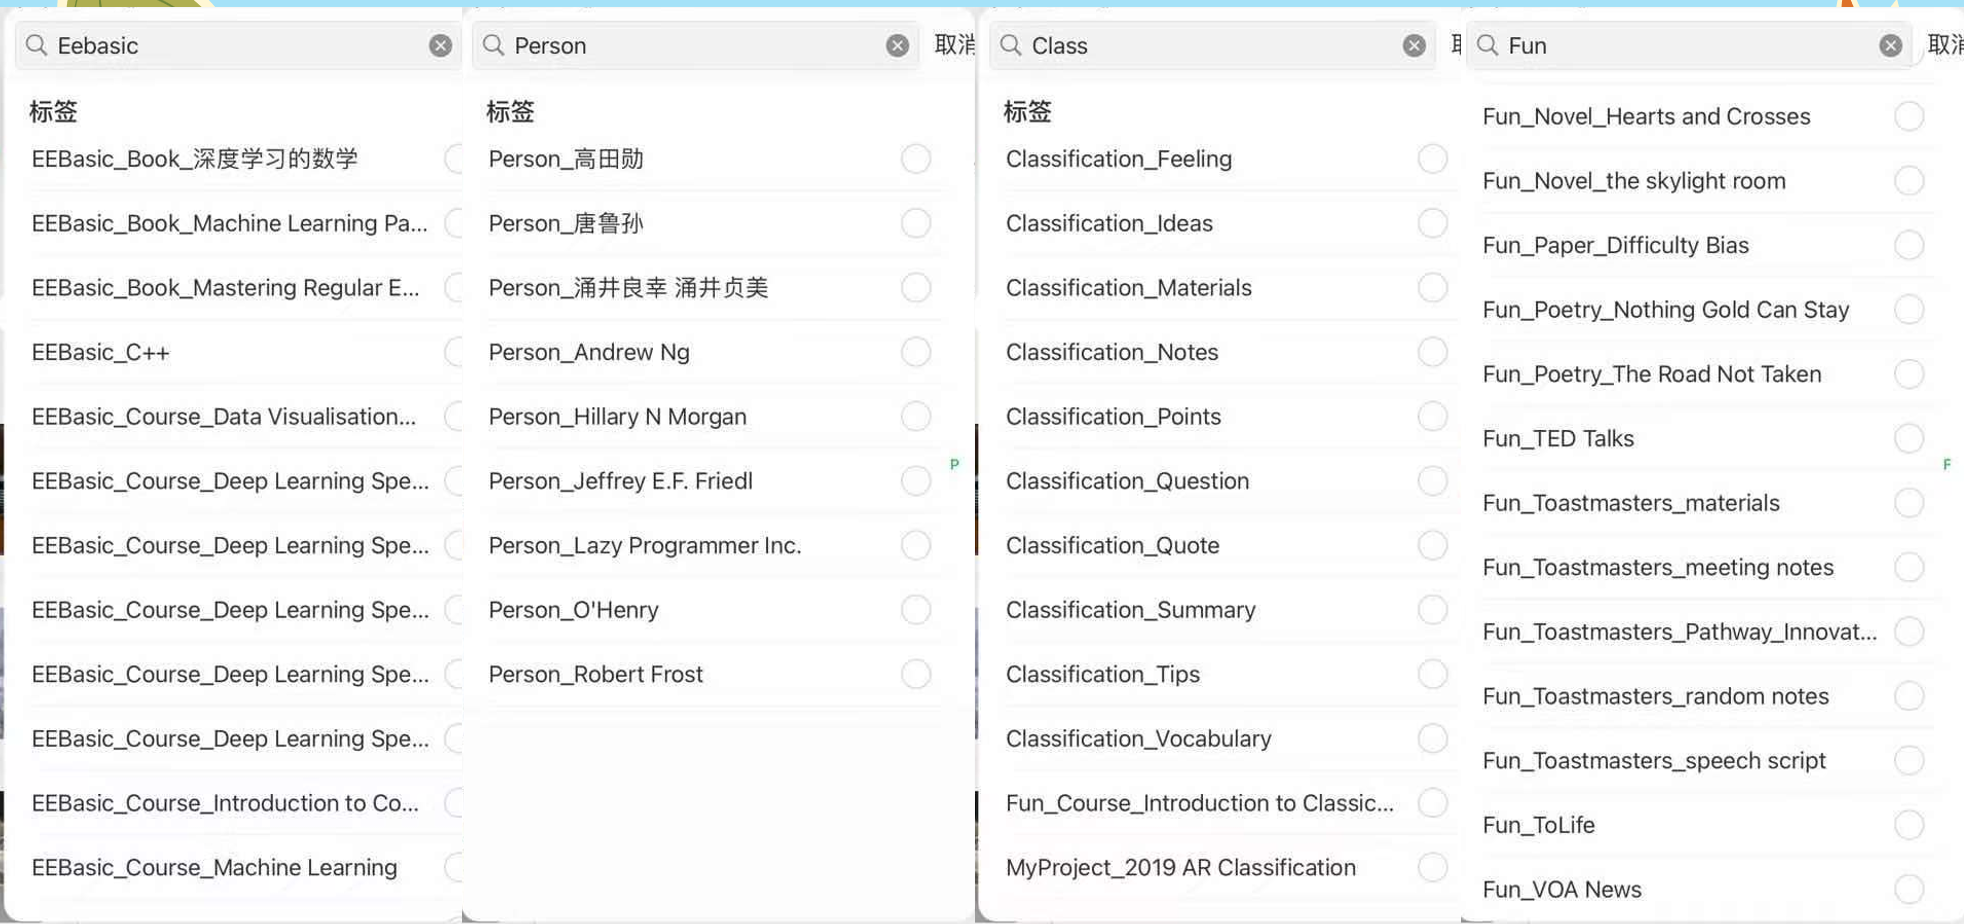 Eebasic
标签
EEBasic_Book_深度学习的数学
EEBasic_Book_Machine Learning Pa...
EEBasic_Book_Mastering Regular E...
EEBasic_C++
EEBasic_Course_Data Visualisation...
EEBasic_Course_Deep Learning Spe...
EEBasic_Course_Deep Learning Spe...
EEBasic_Course_Deep Learning Spe...
EEBasic_Course_Deep Learning Spe...
EEBasic_Course_Deep Learning Spe...
EEBasic_Course_Introduction to Co...
EEBasic_Course_Machine Learning
Person
取消
标签
Person_高田勋
Person_唐鲁孙
Person_涌井良幸 涌井贞美
Person_Andrew Ng
Person_Hillary N Morgan
Person_Jeffrey E.F. Friedl
Person_Lazy Programmer Inc.
Person_O'Henry
Person_Robert Frost
P
Class
标签
Classification_Feeling
Classification_Ideas
Classification_Materials
Classification_Notes
Classification_Points
Classification_Question
Classification_Quote
Classification_Summary
Classification_Tips
Classification_Vocabulary
Fun_Course_Introduction to Classic...
MyProject_2019 AR Classification
Fun
取消
Fun_Novel_Hearts and Crosses
Fun_Novel_the skylight room
Fun_Paper_Difficulty Bias
Fun_Poetry_Nothing Gold Can Stay
Fun_Poetry_The Road Not Taken
Fun_TED Talks
Fun_Toastmasters_materials
Fun_Toastmasters_meeting notes
Fun_Toastmasters_Pathway_Innovat...
Fun_Toastmasters_random notes
Fun_Toastmasters_speech script
Fun_ToLife
Fun_VOA News
F